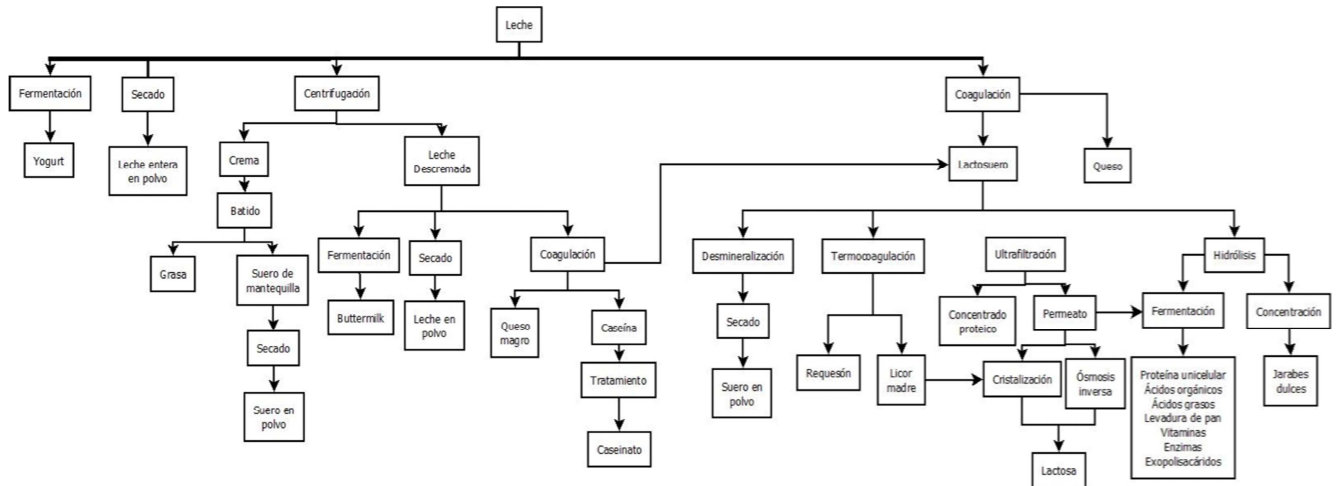 Leche
Fermentación
Secado
Centrifugación
Coagulación
Yogurt
Leche entera
en polvo
Crema
Leche
Descremada
Lactosuero
Queso
Batido
Grasa
Suero de
mantequilla
Fermentación
Secado
Coagulación
Desmineralización
Termocoagulación
Ultrafiltración
Hidrólisis
Buttermilk
Leche en
polvo
Queso
magro
Caseína
Secado
Concentrado
proteico
Permeato
Fermentación
Concentración
Secado
Tratamiento
Suero en
polvo
Requesón
Licor
madre
Cristalización
Ósmosis
inversa
Proteína unicelular
Ácidos orgánicos
Ácidos grasos
Levadura de pan
Vitaminas
Enzimas
Exopolisacáridos
Jarabes
dulces
Suero en
polvo
Caseinato
Lactosa